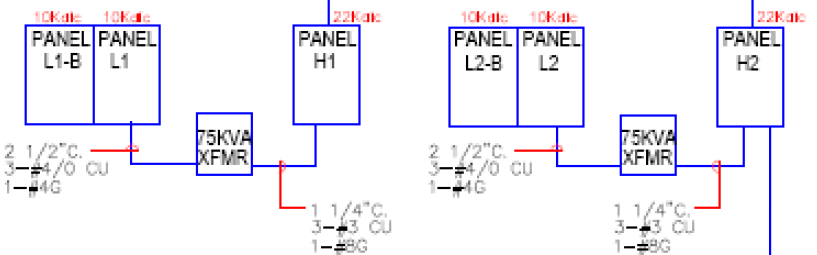 10Kaic 10Kaic 22Kaic 10Kaic 10Kaic 22Kaic
PANEL L1-B
PANEL L1
PANEL H1
75KVA XFMR
2 1/2"C.
3-#4/0 CU
1-#4G
1 1/4"C.
3-#3 CU
1-#8G
PANEL L2-B
PANEL L2
PANEL H2
75KVA XFMR
2 1/2"C.
3-#4/0 CU
1-#4G
1 1/4"C.
3-#3 CU
1-#8G